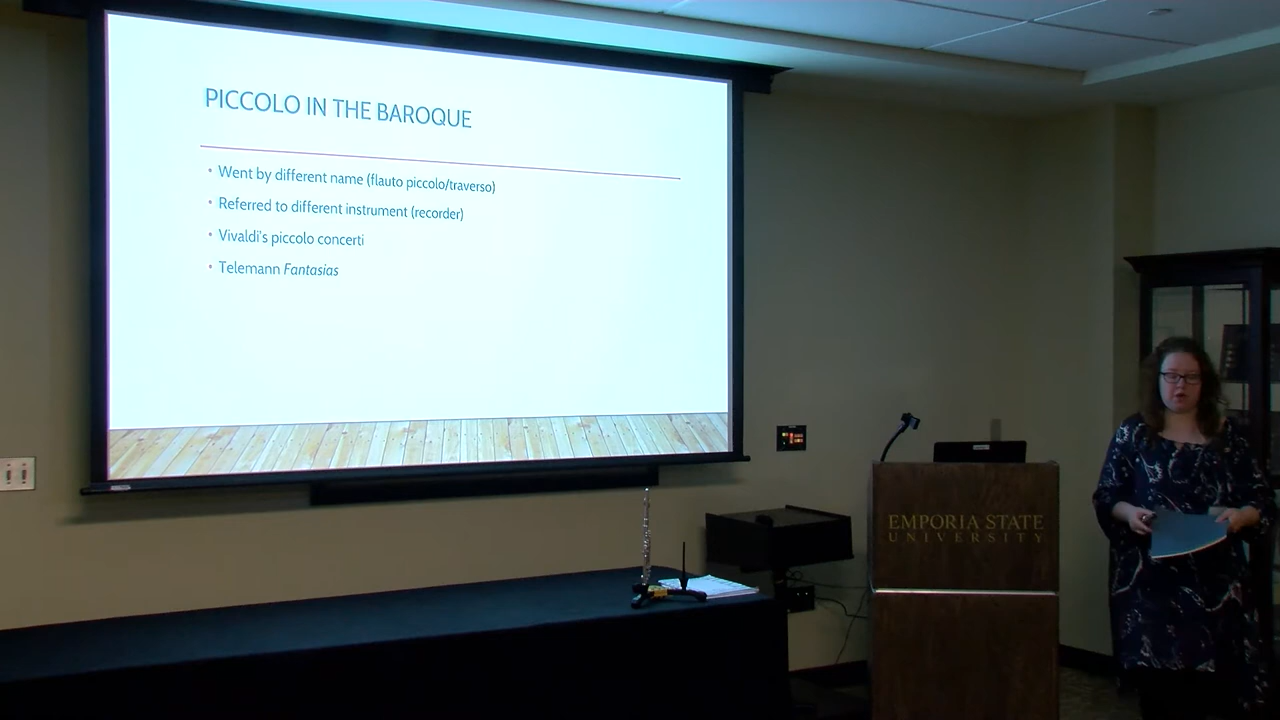 PICCOLO IN THE BAROQUE
• Went by different name (flauto piccolo/traverso)
• Referred to different instrument (recorder)
• Vivaldi's piccolo concerti
• Telemann Fantasias
EMPORIA STATE
UNIVERSITY